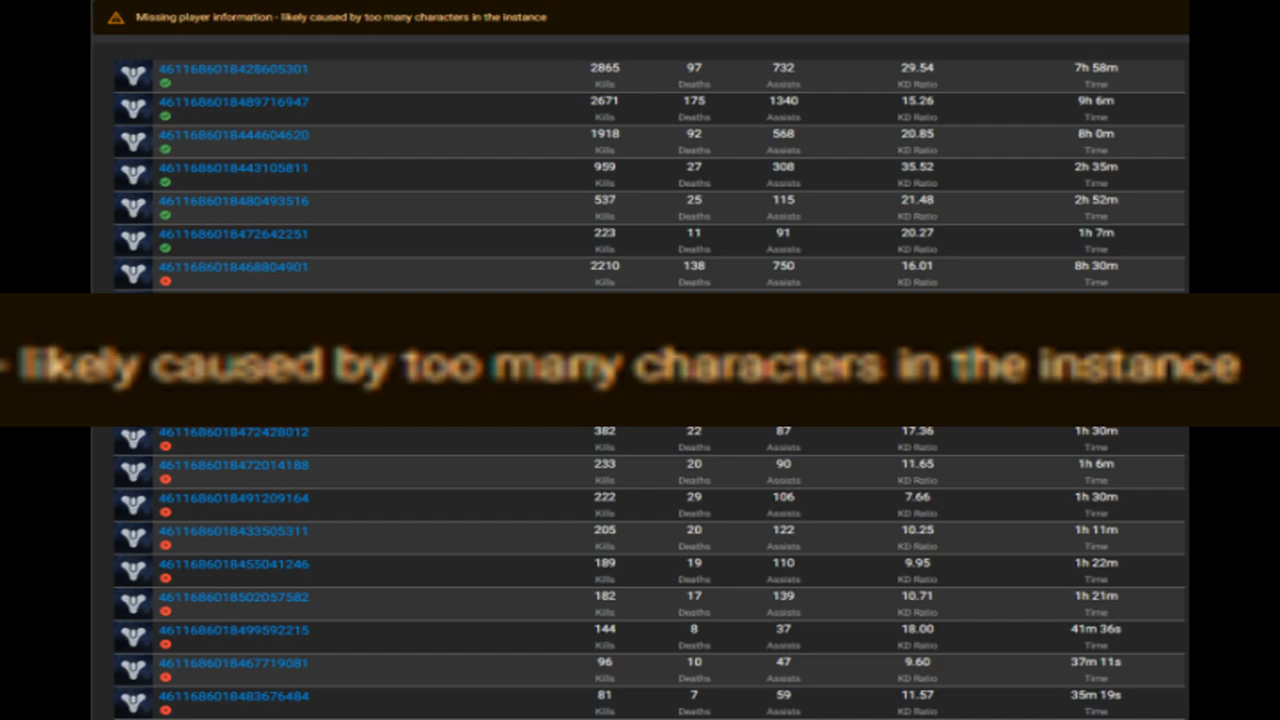 Missing player information - likely caused by too many characters in the instance
4611686018428605301 2865 97 732 29.54 7h 58m
Kills Deaths Assists KD Ratio Time
4611686018489716947 2671 175 1340 15.26 9h 6m
Kills Deaths Assists KD Ratio Time
4611686018444604620 1918 92 568 20.85 8h 0m
Kills Deaths Assists KD Ratio Time
4611686018443105811 959 27 308 35.52 2h 35m
Kills Deaths Assists KD Ratio Time
4611686018480493516 537 25 115 21.48 2h 52m
Kills Deaths Assists KD Ratio Time
4611686018472642251 223 11 91 20.27 1h 7m
Kills Deaths Assists KD Ratio Time
4611686018468804901 2210 138 750 16.01 8h 30m
Kills Deaths Assists KD Ratio Time
- likely caused by too many characters in the instance
4611686018472428012 382 22 87 17.36 1h 30m
Kills Deaths Assists KD Ratio Time
4611686018472014188 233 20 90 11.65 1h 6m
Kills Deaths Assists KD Ratio Time
4611686018491209164 222 29 106 7.66 1h 30m
Kills Deaths Assists KD Ratio Time
4611686018433505311 205 20 122 10.25 1h 11m
Kills Deaths Assists KD Ratio Time
4611686018455041246 189 19 110 9.95 1h 22m
Kills Deaths Assists KD Ratio Time
4611686018502057582 182 17 139 10.71 1h 21m
Kills Deaths Assists KD Ratio Time
4611686018499592215 144 8 37 18.00 41m 36s
Kills Deaths Assists KD Ratio Time
4611686018467719081 96 10 47 9.60 37m 11s
Kills Deaths Assists KD Ratio Time
4611686018483676484 81 7 59 11.57 35m 19s
Kills Deaths Assists KD Ratio Time